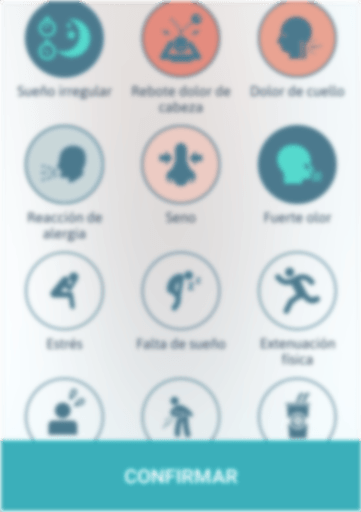 Sueño irregular
Rebote dolor de cabeza
Dolor de cuello
Reacción de alergia
Seno
Fuerte olor
Estrés
Falta de sueño
Extenuación física
CONFIRMAR